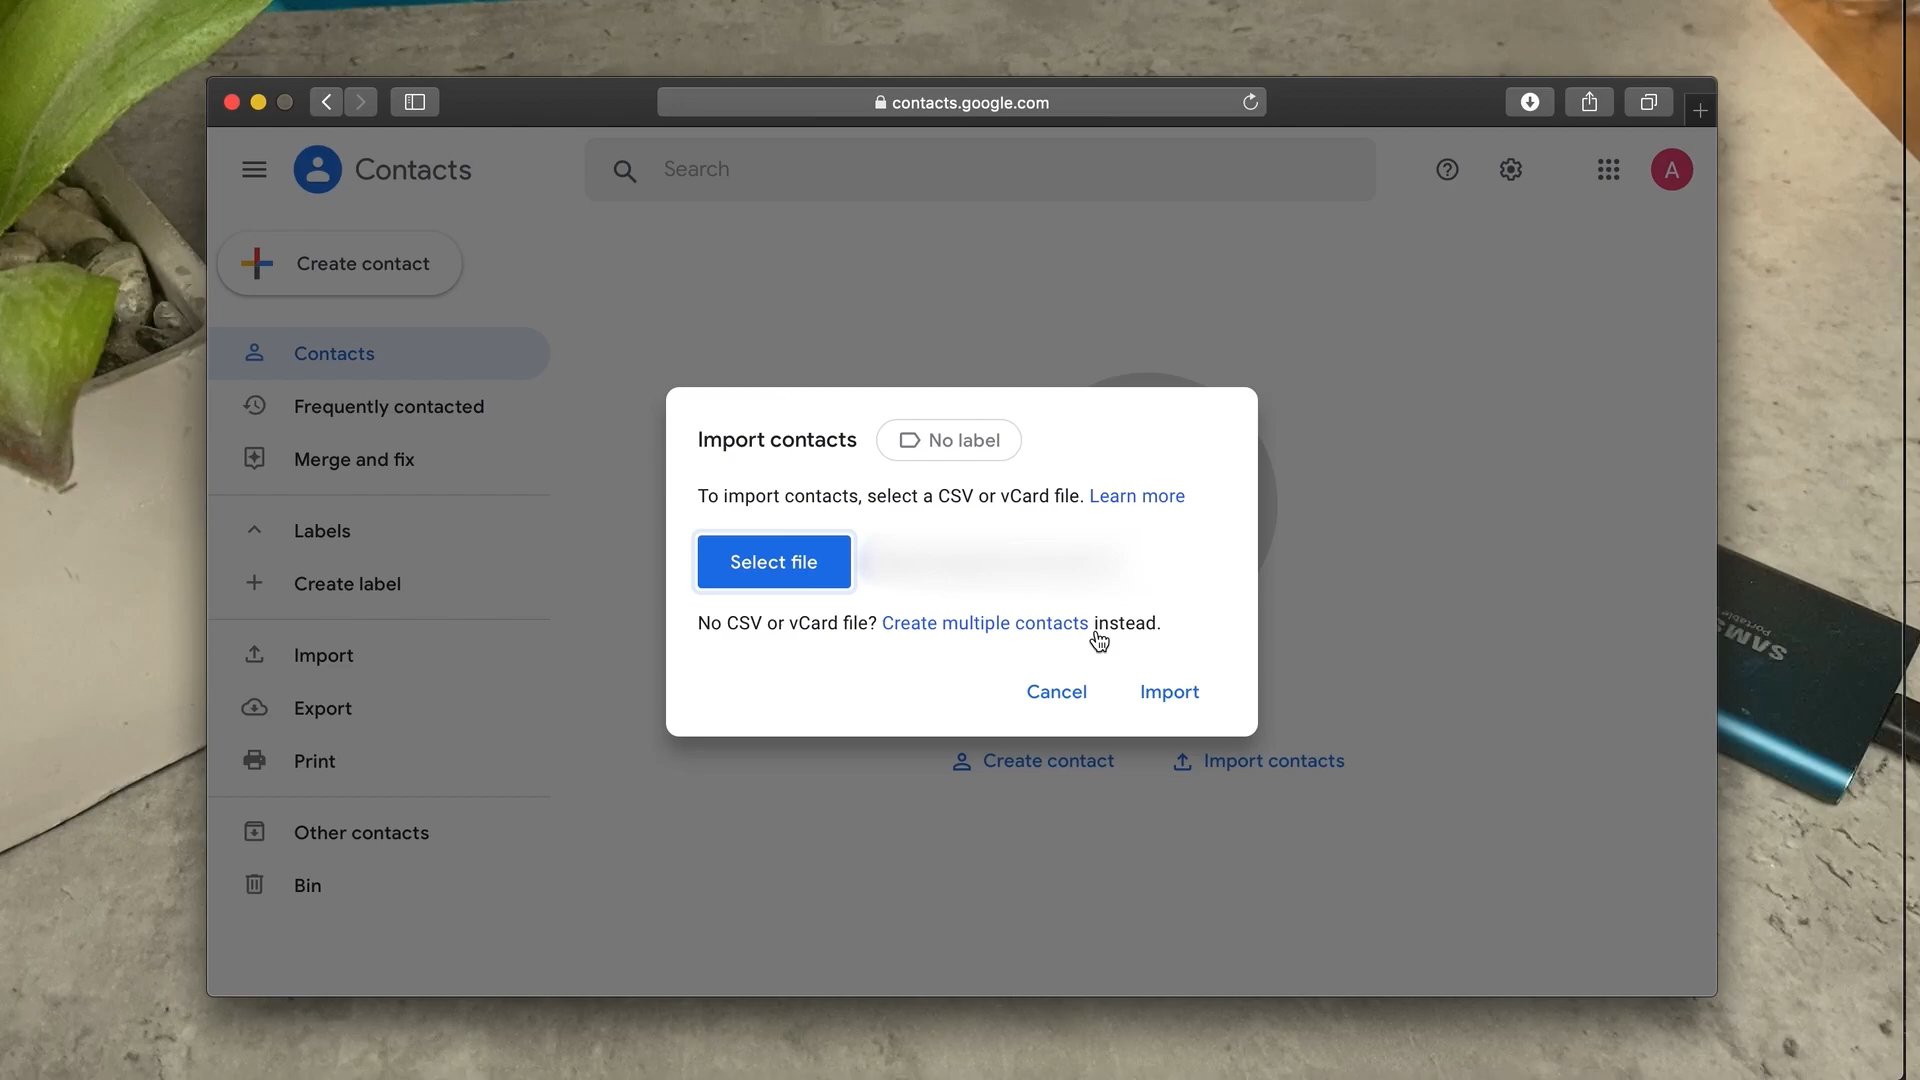 contacts.google.com
Contacts
Search
A
Create contact
Contacts
Frequently contacted
Merge and fix
Labels
Create label
Import
Export
Print
Other contacts
Bin
Import contacts
No label
To import contacts, select a CSV or vCard file. Learn more
Select file
No CSV or vCard file? Create multiple contacts instead.
Cancel
Import
Create contact
Import contacts
SAMS
Portable